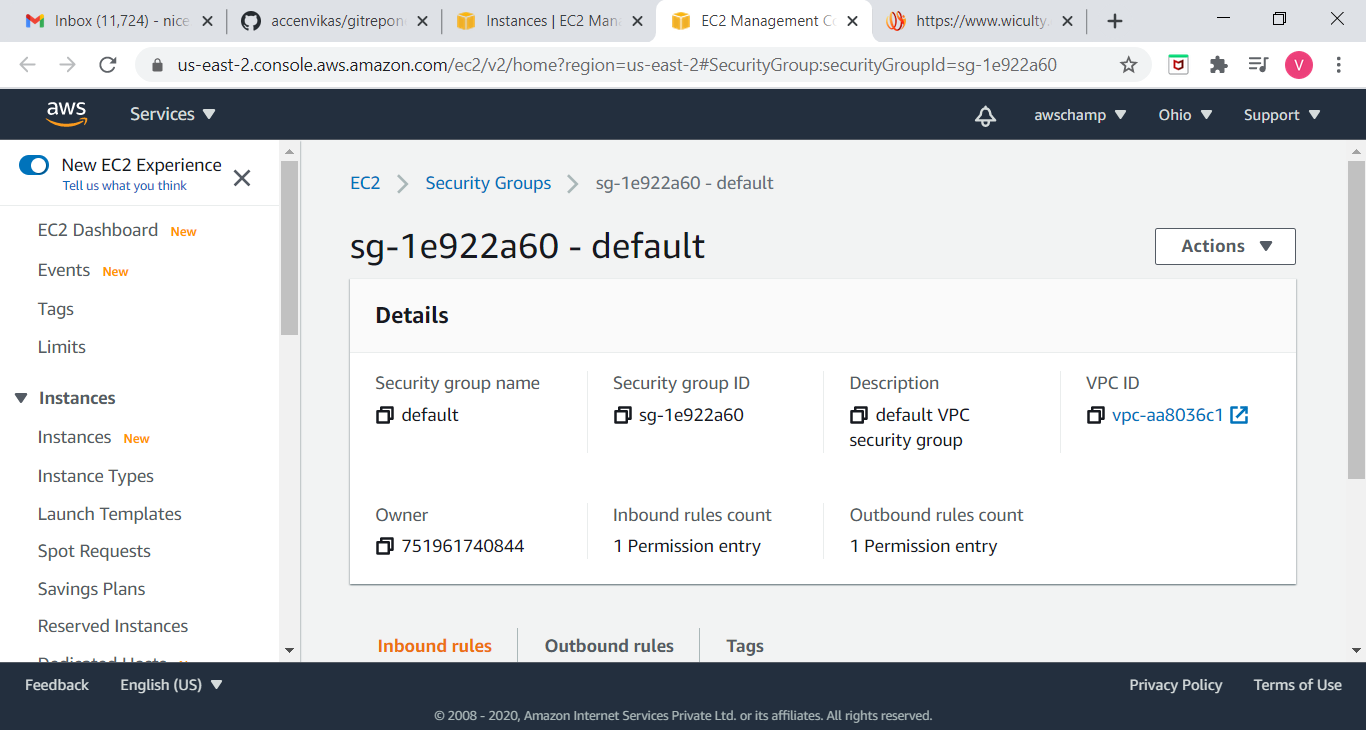 Inbox (11,724) - nice
accenvikas/gitrepon
Instances | EC2 Man
EC2 Management Co
https://www.wiculty.
us-east-2.console.aws.amazon.com/ec2/v2/home?region=us-east-2#SecurityGroup:securityGroupId=sg-1e922a60
V
aws
Services
awschamp
Ohio
Support
New EC2 Experience
Tell us what you think
EC2 Dashboard New
Events New
Tags
Limits
Instances
Instances New
Instance Types
Launch Templates
Spot Requests
Savings Plans
Reserved Instances
Dedicated Hosts
EC2
Security Groups
sg-1e922a60 - default
sg-1e922a60 - default
Actions
Details
Security group name
default
Security group ID
sg-1e922a60
Description
default VPC
security group
VPC ID
vpc-aa8036c1
Owner
751961740844
Inbound rules count
1 Permission entry
Outbound rules count
1 Permission entry
Inbound rules
Outbound rules
Tags
Feedback
English (US)
Privacy Policy
Terms of Use
© 2008 - 2020, Amazon Internet Services Private Ltd. or its affiliates. All rights reserved.